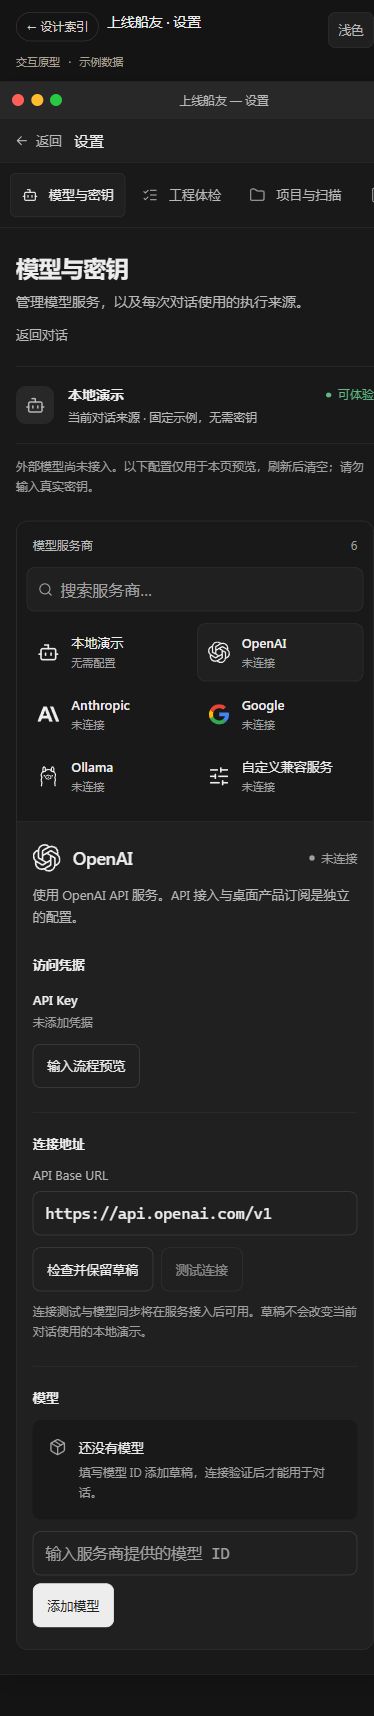 ← 设计索引
上线船友 · 设置
浅色
交互原型 · 示例数据
上线船友 — 设置
← 返回 设置
模型与密钥
工程体检
项目与扫描
模型与密钥
管理模型服务，以及每次对话使用的执行来源。
返回对话
本地演示
当前对话来源 · 固定示例，无需密钥
可体验
外部模型尚未接入。以下配置仅用于本页预览，刷新后清空；请勿
输入真实密钥。
模型服务商
6
搜索服务商...
本地演示
无需配置
OpenAI
未连接
Anthropic
未连接
Google
未连接
Ollama
未连接
自定义兼容服务
未连接
OpenAI
未连接
使用 OpenAI API 服务。API 接入与桌面产品订阅是独立
的配置。
访问凭据
API Key
未添加凭据
输入流程预览
连接地址
API Base URL
https://api.openai.com/v1
检查并保留草稿
测试连接
连接测试与模型同步将在服务接入后可用。草稿不会改变当前
对话使用的本地演示。
模型
还没有模型
填写模型 ID 添加草稿，连接验证后才能用于对
话。
输入服务商提供的模型 ID
添加模型